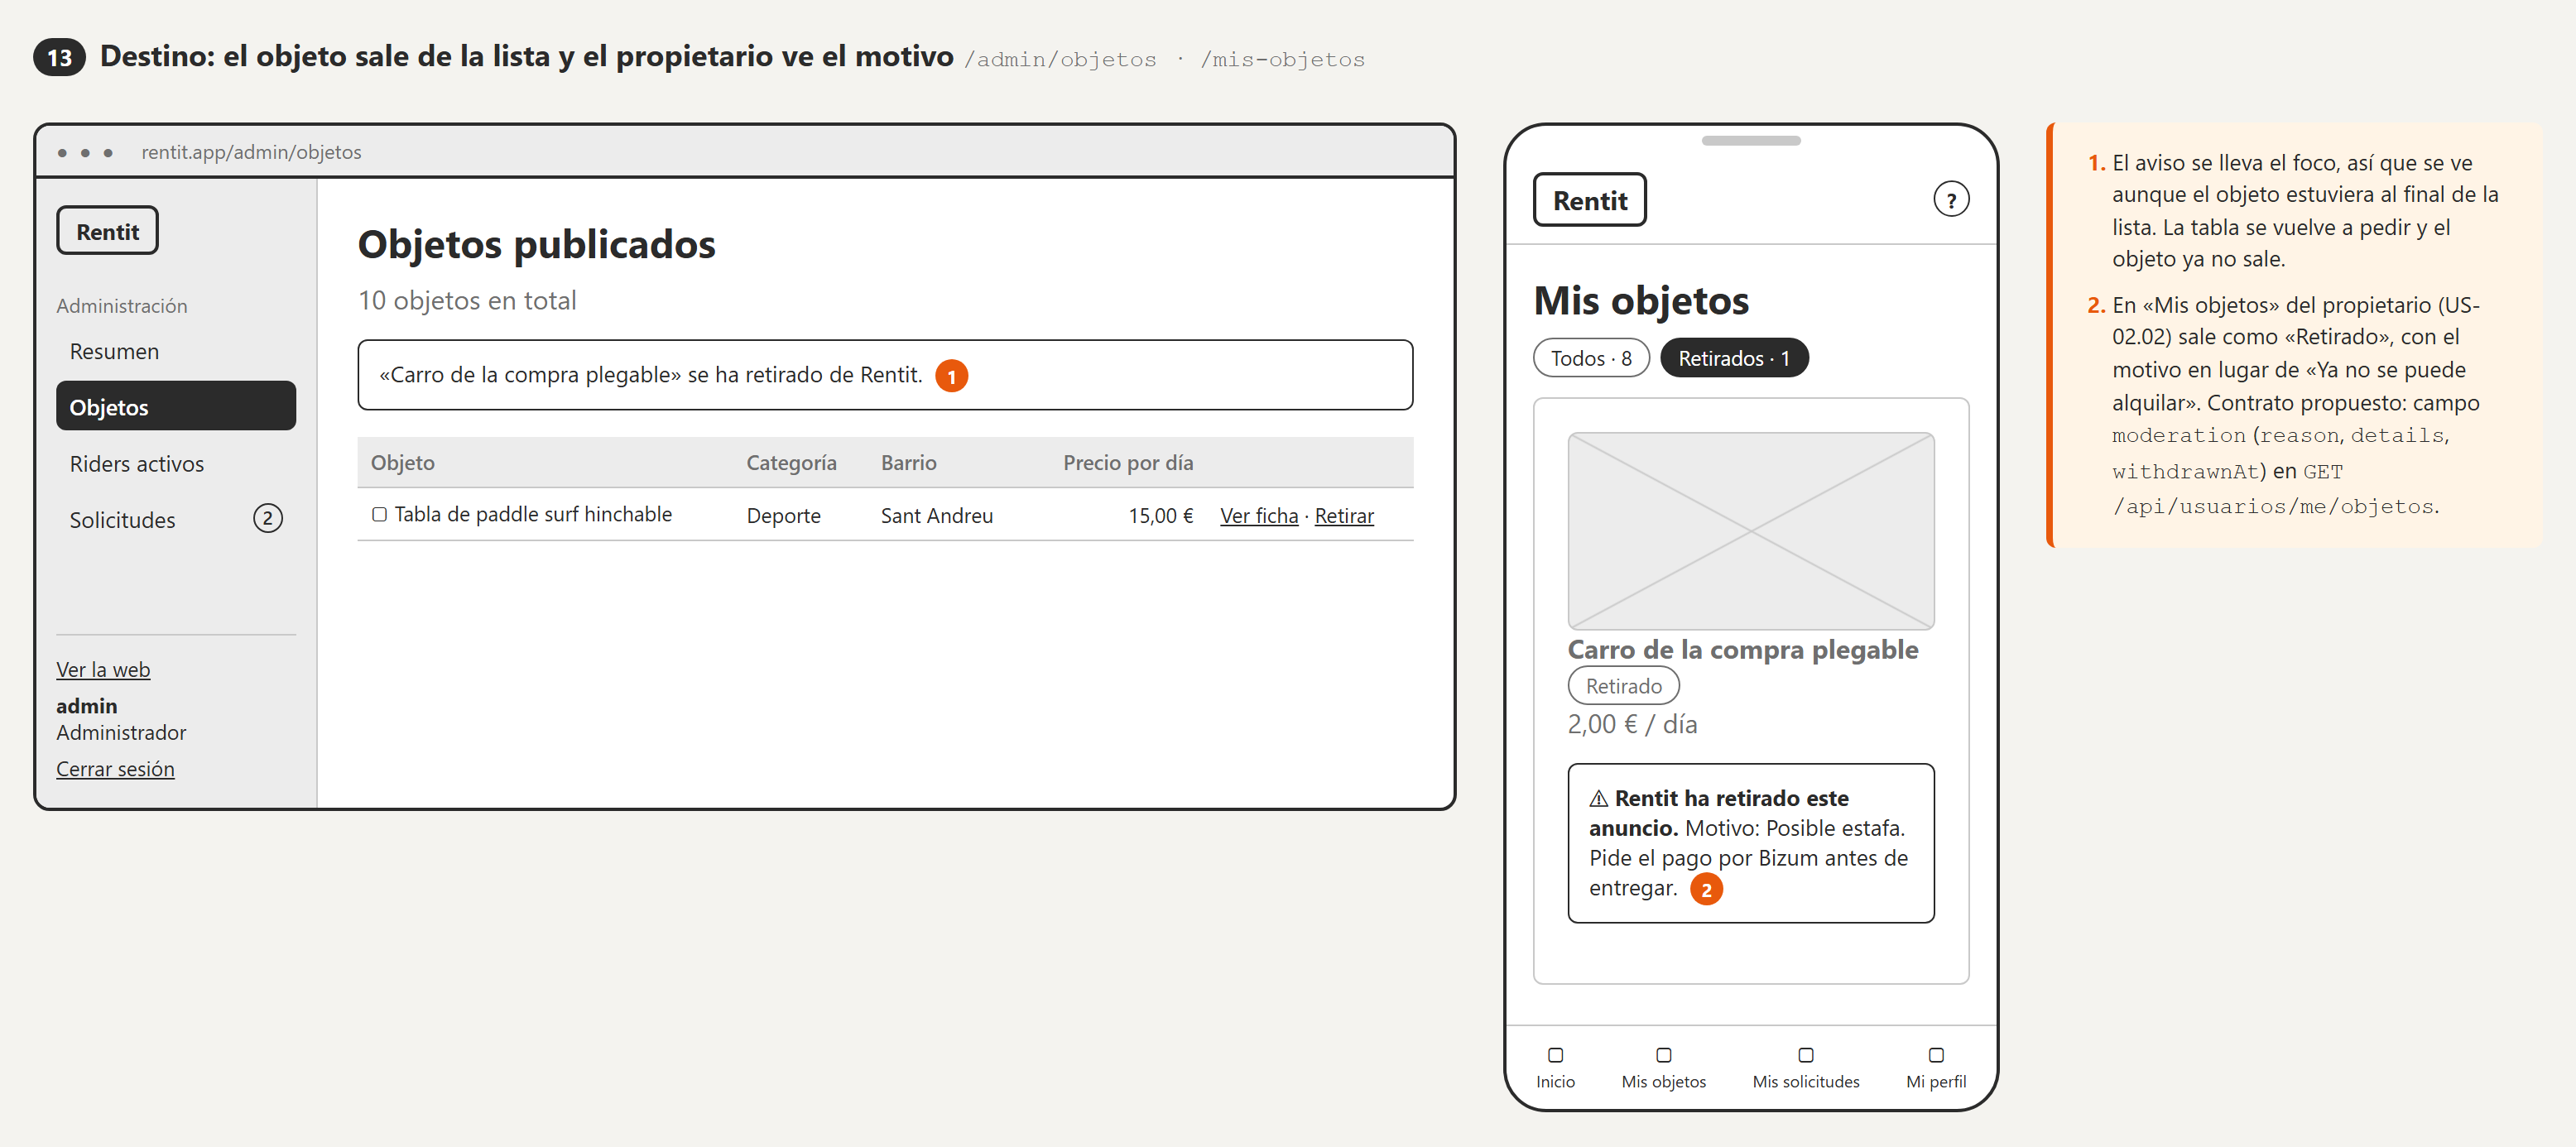 13 Destino: el objeto sale de la lista y el propietario ve el motivo /admin/objetos · /mis-objetos
rentit.app/admin/objetos
Rentit
Administración
Resumen
Objetos
Riders activos
Solicitudes 2
Ver la web
admin
Administrador
Cerrar sesión
Objetos publicados
10 objetos en total
«Carro de la compra plegable» se ha retirado de Rentit. 1
Objeto Categoría Barrio Precio por día
Tabla de paddle surf hinchable Deporte Sant Andreu 15,00 € Ver ficha · Retirar
Rentit ?
Mis objetos
Todos · 8 Retirados · 1
Carro de la compra plegable
Retirado
2,00 € / día
⚠ Rentit ha retirado este
anuncio. Motivo: Posible estafa.
Pide el pago por Bizum antes de
entregar. 2
Inicio Mis objetos Mis solicitudes Mi perfil
1. El aviso se lleva el foco, así que se ve
aunque el objeto estuviera al final de la
lista. La tabla se vuelve a pedir y el
objeto ya no sale.
2. En «Mis objetos» del propietario (US-
02.02) sale como «Retirado», con el
motivo en lugar de «Ya no se puede
alquilar». Contrato propuesto: campo
moderation (reason, details,
withdrawnAt) en GET
/api/usuarios/me/objetos.